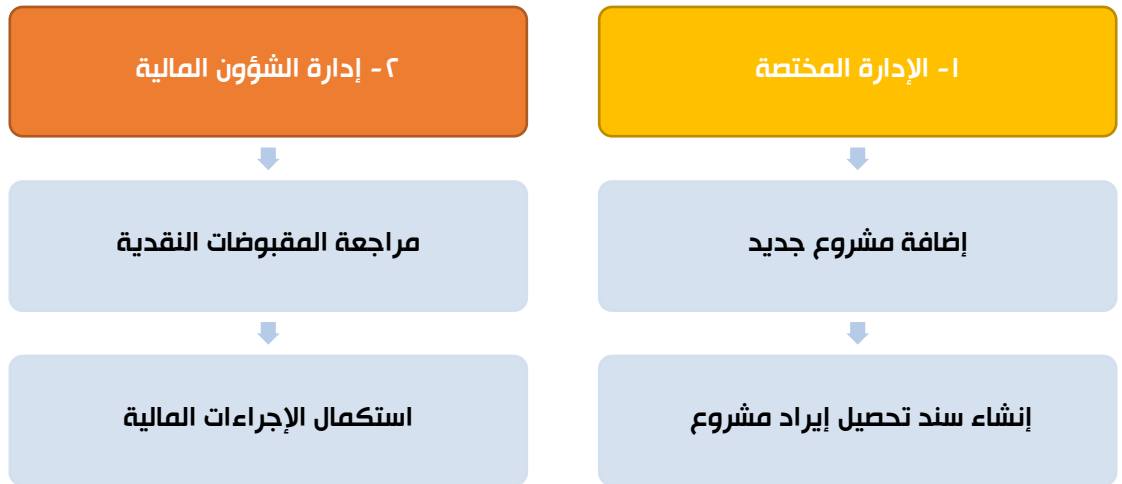 ١- الإدارة المختصة
إضافة مشروع جديد
إنشاء سند تحصيل إيراد مشروع
٢- إدارة الشؤون المالية
مراجعة المقبوضات النقدية
استكمال الإجراءات المالية